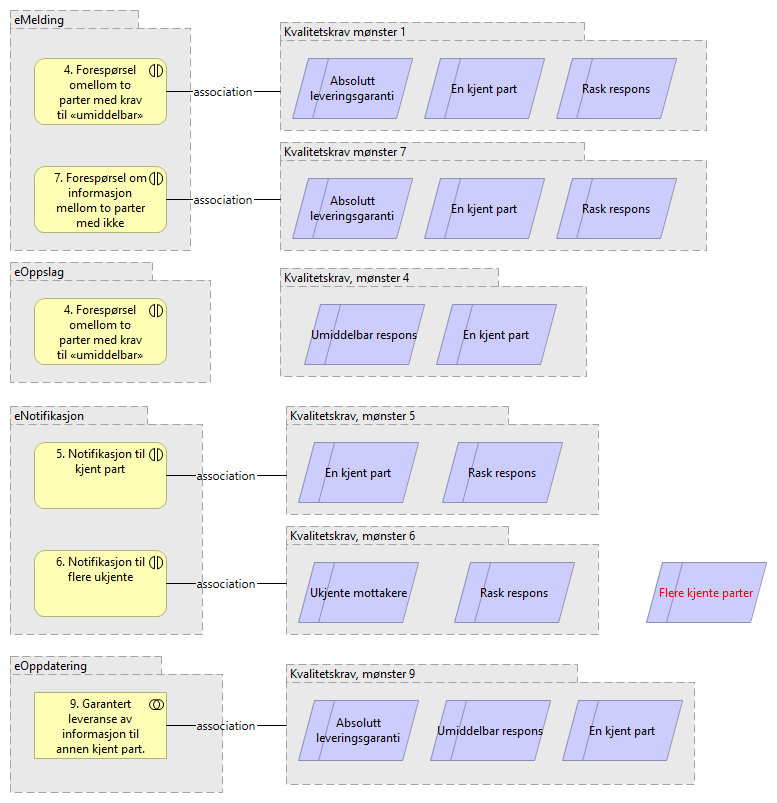 eMelding
4. Forespørsel
omellom to
parter med krav
til «umiddelbar»
association
Kvalitetskrav mønster 1
Absolutt
leveringsgaranti
En kjent part
Rask respons
7. Forespørsel om
informasjon
mellom to parter
med ikke
association
Kvalitetskrav mønster 7
Absolutt
leveringsgaranti
En kjent part
Rask respons
eOppslag
4. Forespørsel
omellom to
parter med krav
til «umiddelbar»
Kvalitetskrav, mønster 4
Umiddelbar respons
En kjent part
eNotifikasjon
5. Notifikasjon til
kjent part
association
Kvalitetskrav, mønster 5
En kjent part
Rask respons
6. Notifikasjon til
flere ukjente
association
Kvalitetskrav, mønster 6
Ukjente mottakere
Rask respons
Flere kjente parter
eOppdatering
9. Garantert
leveranse av
informasjon til
annen kjent part.
association
Kvalitetskrav, mønster 9
Absolutt
leveringsgaranti
Umiddelbar respons
En kjent part